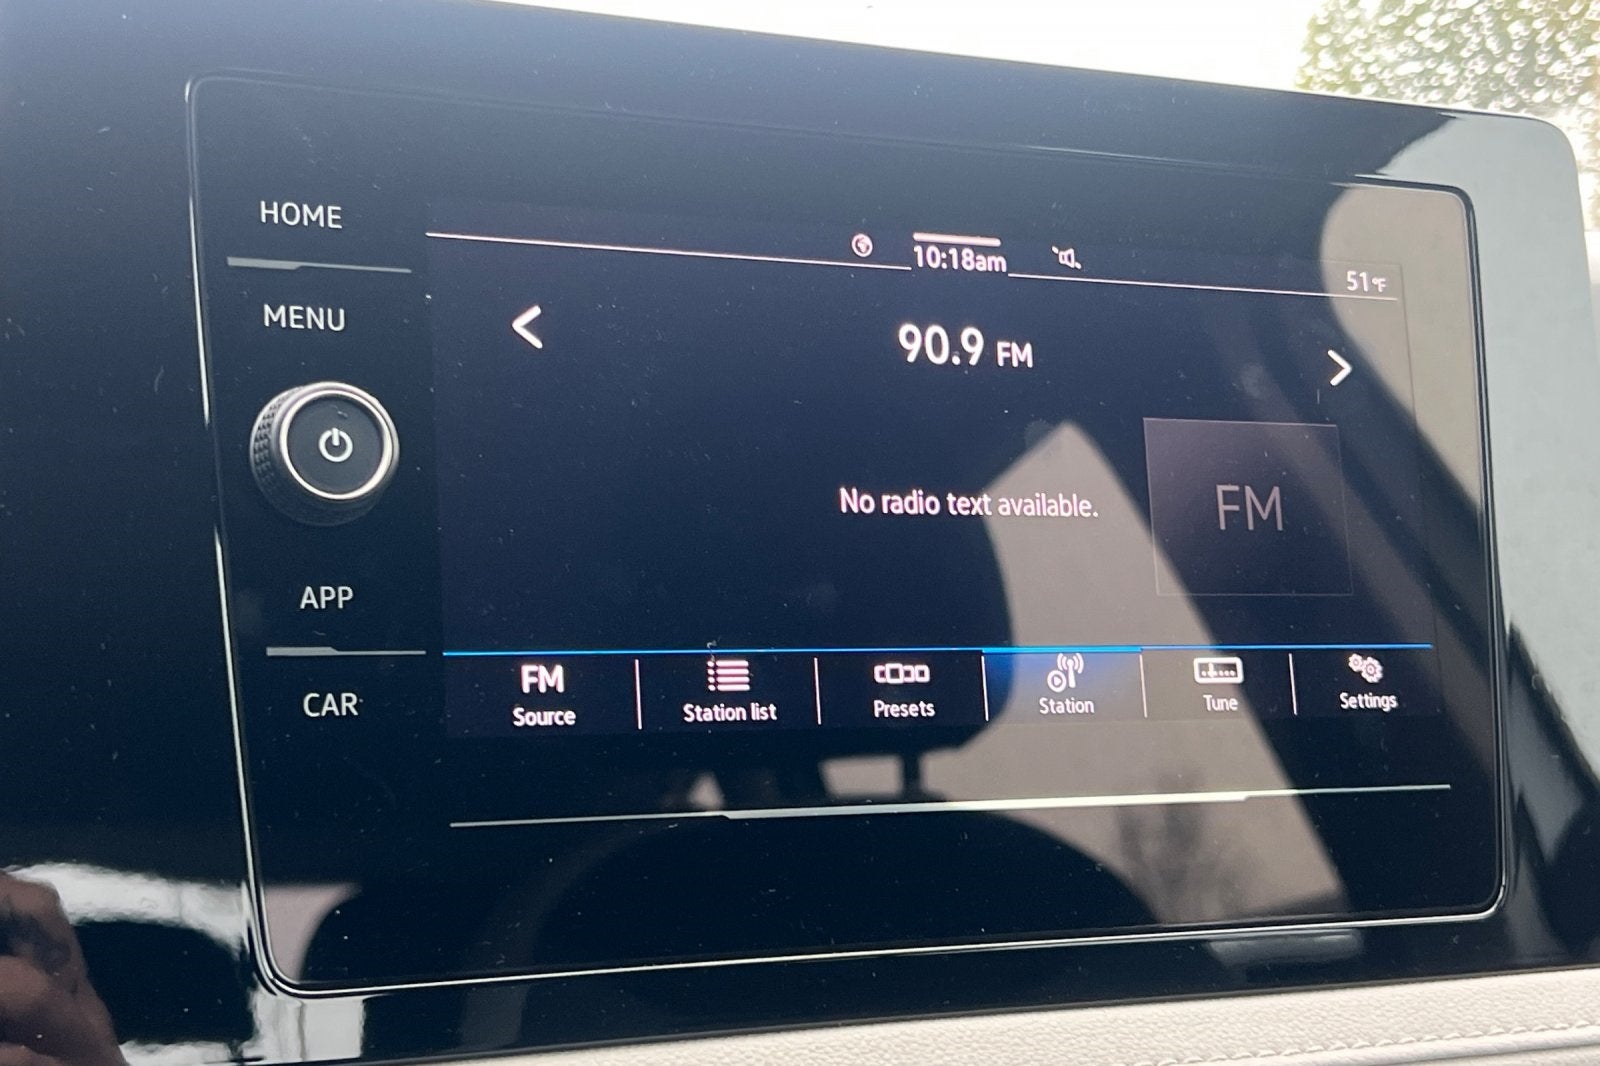 HOME
MENU
APP
CAR
10:18am
51°F
90.9 FM
No radio text available.
FM
FM
Source
Station list
Presets
Station
Tune
Settings